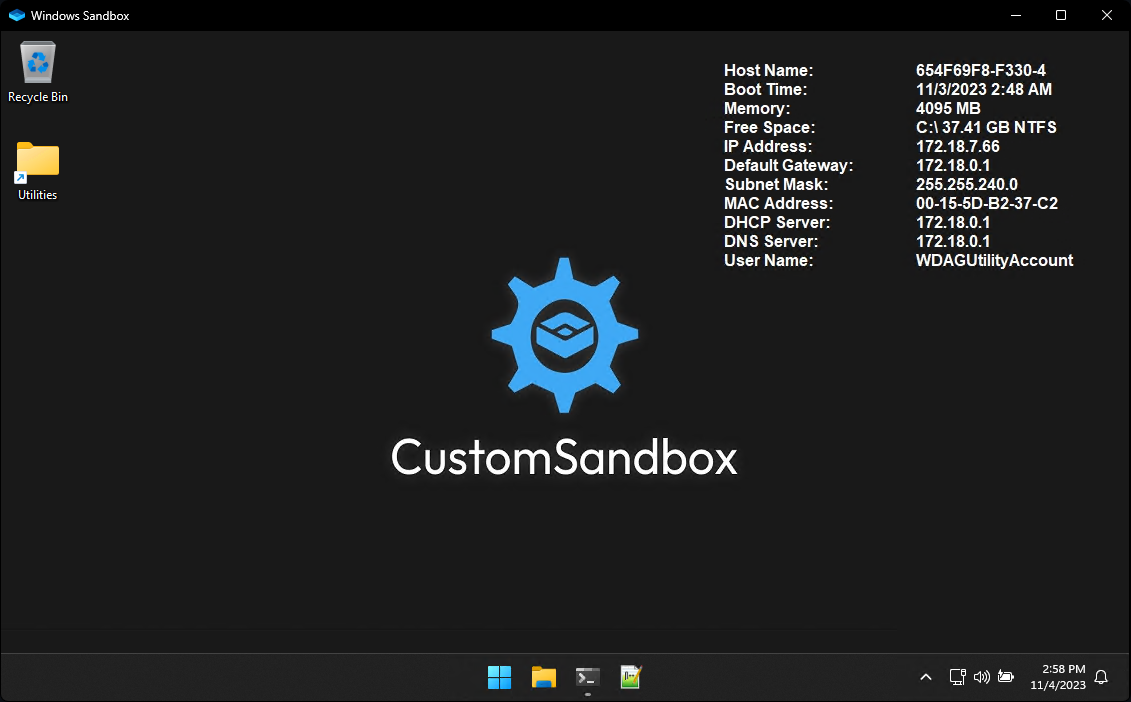 Windows Sandbox
Recycle Bin
Utilities
Host Name: 654F69F8-F330-4
Boot Time: 11/3/2023 2:48 AM
Memory: 4095 MB
Free Space: C:\ 37.41 GB NTFS
IP Address: 172.18.7.66
Default Gateway: 172.18.0.1
Subnet Mask: 255.255.240.0
MAC Address: 00-15-5D-B2-37-C2
DHCP Server: 172.18.0.1
DNS Server: 172.18.0.1
User Name: WDAGUtilityAccount
CustomSandbox
2:58 PM
11/4/2023